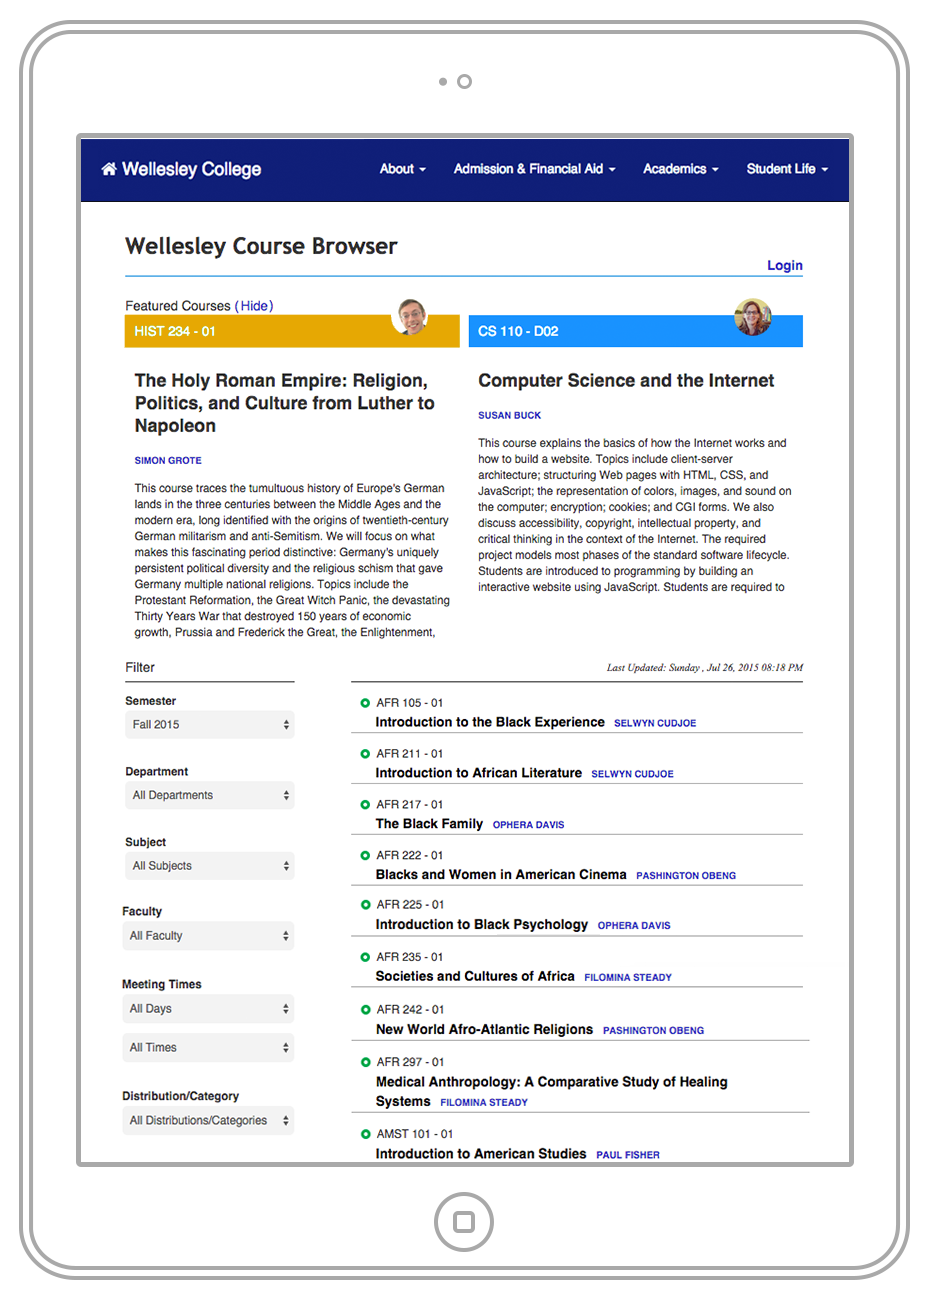 Wellesley College About Admission & Financial Aid Academics Student Life
Wellesley Course Browser
Login
Featured Courses (Hide)
HIST 234 - 01
The Holy Roman Empire: Religion,
Politics, and Culture from Luther to
Napoleon
SIMON GROTE
This course traces the tumultuous history of Europe's German
lands in the three centuries between the Middle Ages and the
modern era, long identified with the origins of twentieth-century
German militarism and anti-Semitism. We will focus on what
makes this fascinating period distinctive: Germany's uniquely
persistent political diversity and the religious schism that gave
Germany multiple national religions. Topics include the
Protestant Reformation, the Great Witch Panic, the devastating
Thirty Years War that destroyed 150 years of economic
growth, Prussia and Frederick the Great, the Enlightenment,
CS 110 - D02
Computer Science and the Internet
SUSAN BUCK
This course explains the basics of how the Internet works and
how to build a website. Topics include client-server
architecture; structuring Web pages with HTML, CSS, and
JavaScript; the representation of colors, images, and sound on
the computer; encryption; cookies; and CGI forms. We also
discuss accessibility, copyright, intellectual property, and
critical thinking in the context of the Internet. The required
project models most phases of the standard software lifecycle.
Students are introduced to programming by building an
interactive website using JavaScript. Students are required to
Filter
Semester
Fall 2015
Department
All Departments
Subject
All Subjects
Faculty
All Faculty
Meeting Times
All Days
All Times
Distribution/Category
All Distributions/Categories
Last Updated: Sunday , Jul 26, 2015 08:18 PM
AFR 105 - 01
Introduction to the Black Experience SELWYN CUDJOE
AFR 211 - 01
Introduction to African Literature SELWYN CUDJOE
AFR 217 - 01
The Black Family OPHERA DAVIS
AFR 222 - 01
Blacks and Women in American Cinema PASHINGTON OBENG
AFR 225 - 01
Introduction to Black Psychology OPHERA DAVIS
AFR 235 - 01
Societies and Cultures of Africa FILOMINA STEADY
AFR 242 - 01
New World Afro-Atlantic Religions PASHINGTON OBENG
AFR 297 - 01
Medical Anthropology: A Comparative Study of Healing
Systems FILOMINA STEADY
AMST 101 - 01
Introduction to American Studies PAUL FISHER